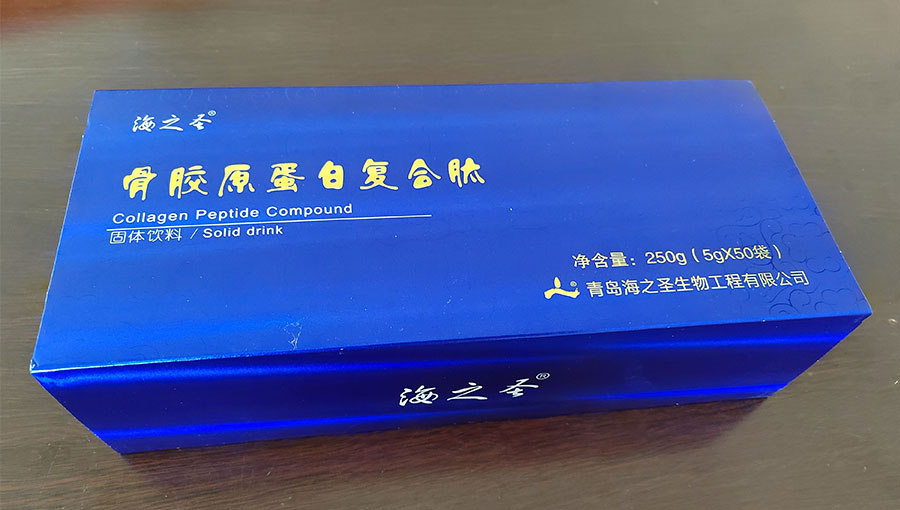 海之圣®
骨胶原蛋白复合肽
Collagen Peptide Compound
固体饮料 / Solid drink
净含量：250g（5gX50袋）
® 青岛海之圣生物工程有限公司
海之圣®